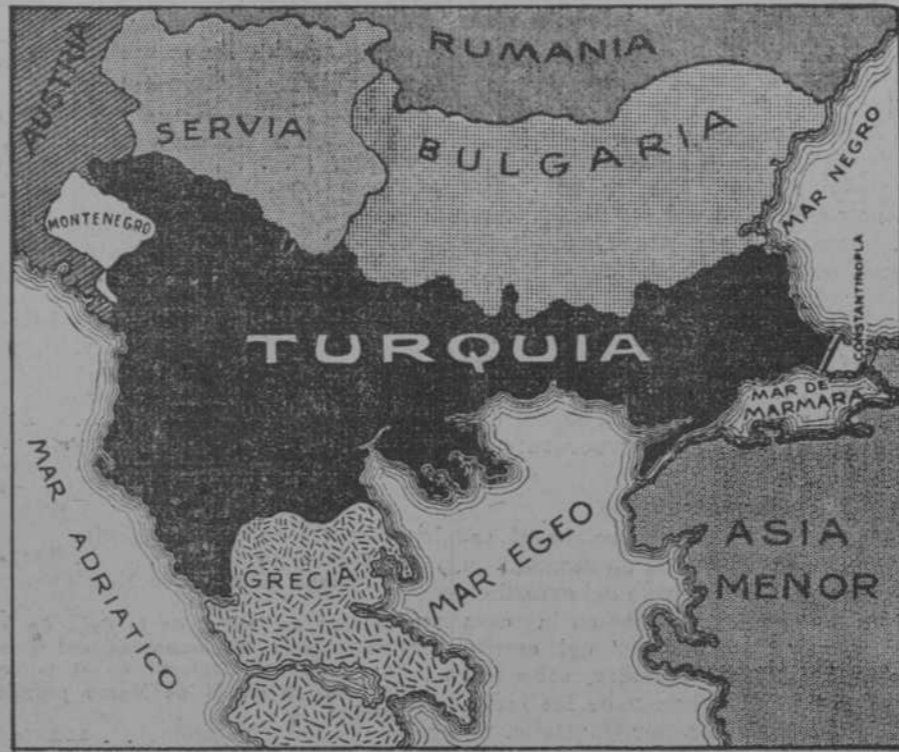 RUMANIA
AUSTRIA
SERVIA
BULGARIA
MAR NEGRO
MONTENEGRO
CONSTANTINOPLA
TURQUIA
MAR DE
MARMARA
MAR ADRIATICO
MAR EGEO
ASIA
MENOR
GRECIA